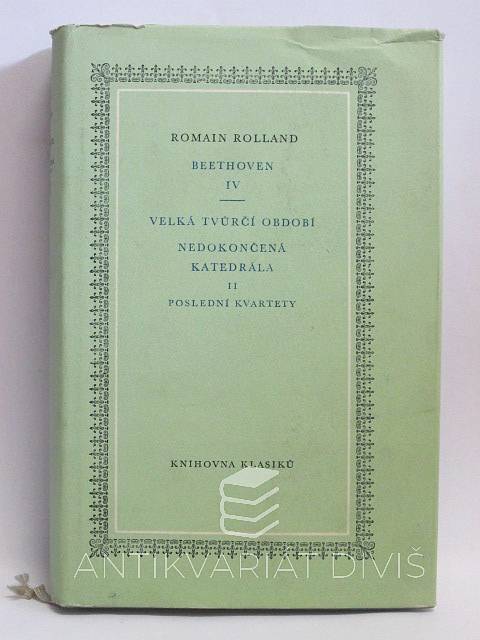 ROMAIN ROLLAND
BEETHOVEN
IV
VELKÁ TVŮRČÍ OBDOBÍ
NEDOKONČENÁ
KATEDRÁLA
II
POSLEDNÍ KVARTETY
KNIHOVNA KLASIKŮ
ANTIKVARIÁT DIVIŠ